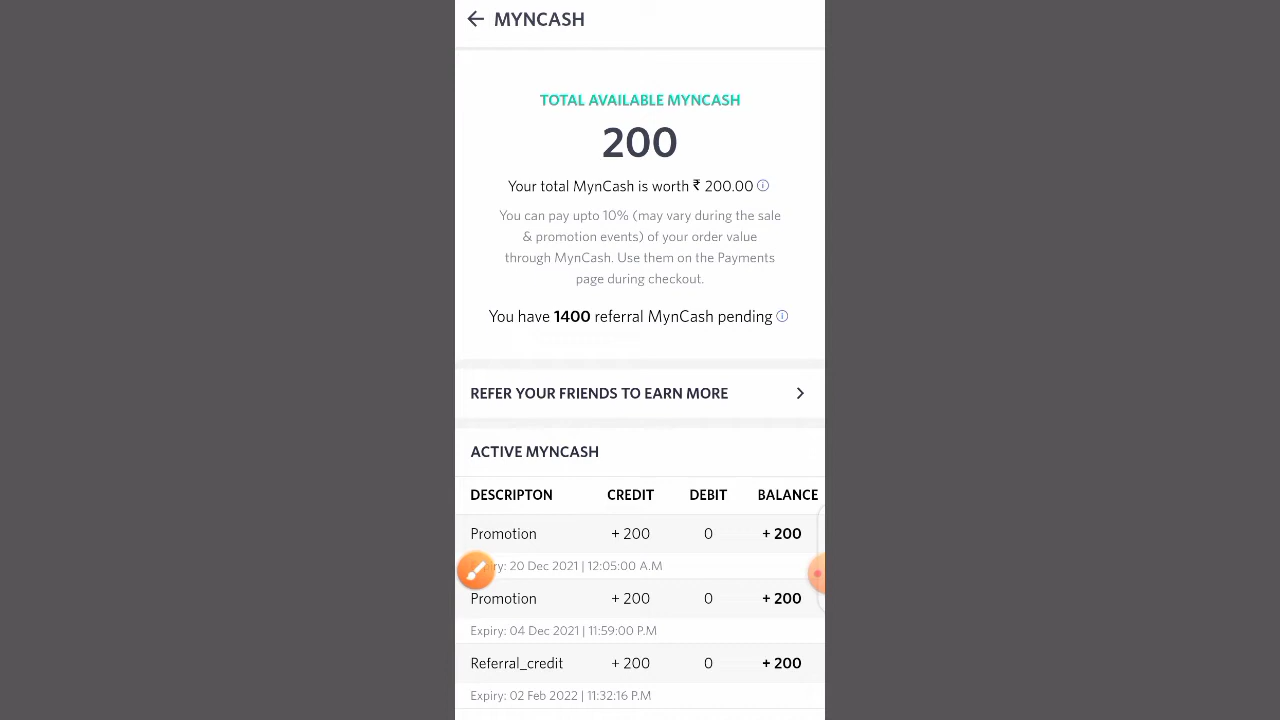 MYNCASH
TOTAL AVAILABLE MYNCASH
200
Your total MynCash is worth ₹ 200.00
You can pay upto 10% (may vary during the sale
& promotion events) of your order value
through MynCash. Use them on the Payments
page during checkout.
You have 1400 referral MynCash pending
REFER YOUR FRIENDS TO EARN MORE
ACTIVE MYNCASH
DESCRIPTON CREDIT DEBIT BALANCE
Promotion + 200 0 + 200
20 Dec 2021 | 12:05:00 A.M
Promotion + 200 0 + 200
Expiry: 04 Dec 2021 | 11:59:00 P.M
Referral_credit + 200 0 + 200
Expiry: 02 Feb 2022 | 11:32:16 P.M